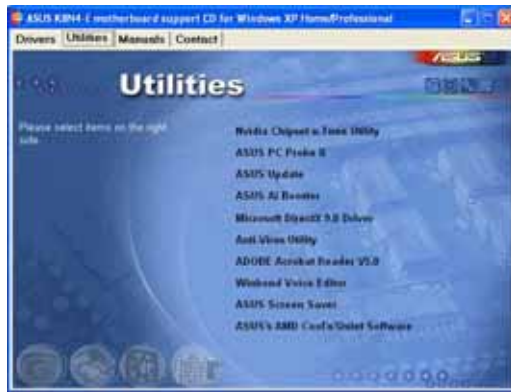 ASUS K8N4-E motherboard support CD for Windows XP Home/Professional
Drivers Utilities Manuals Contact
Utilities
Please select items on the right
side
Nvidia Chipset n.Tune Utility
ASUS PC Probe II
ASUS Update
ASUS AI Booster
Microsoft DirectX 9.0 Driver
Anti-Virus Utility
ADOBE Acrobat Reader V5.0
Winbond Voice Editor
ASUS Screen Saver
ASUS's AMD Cool'n'Quiet Software